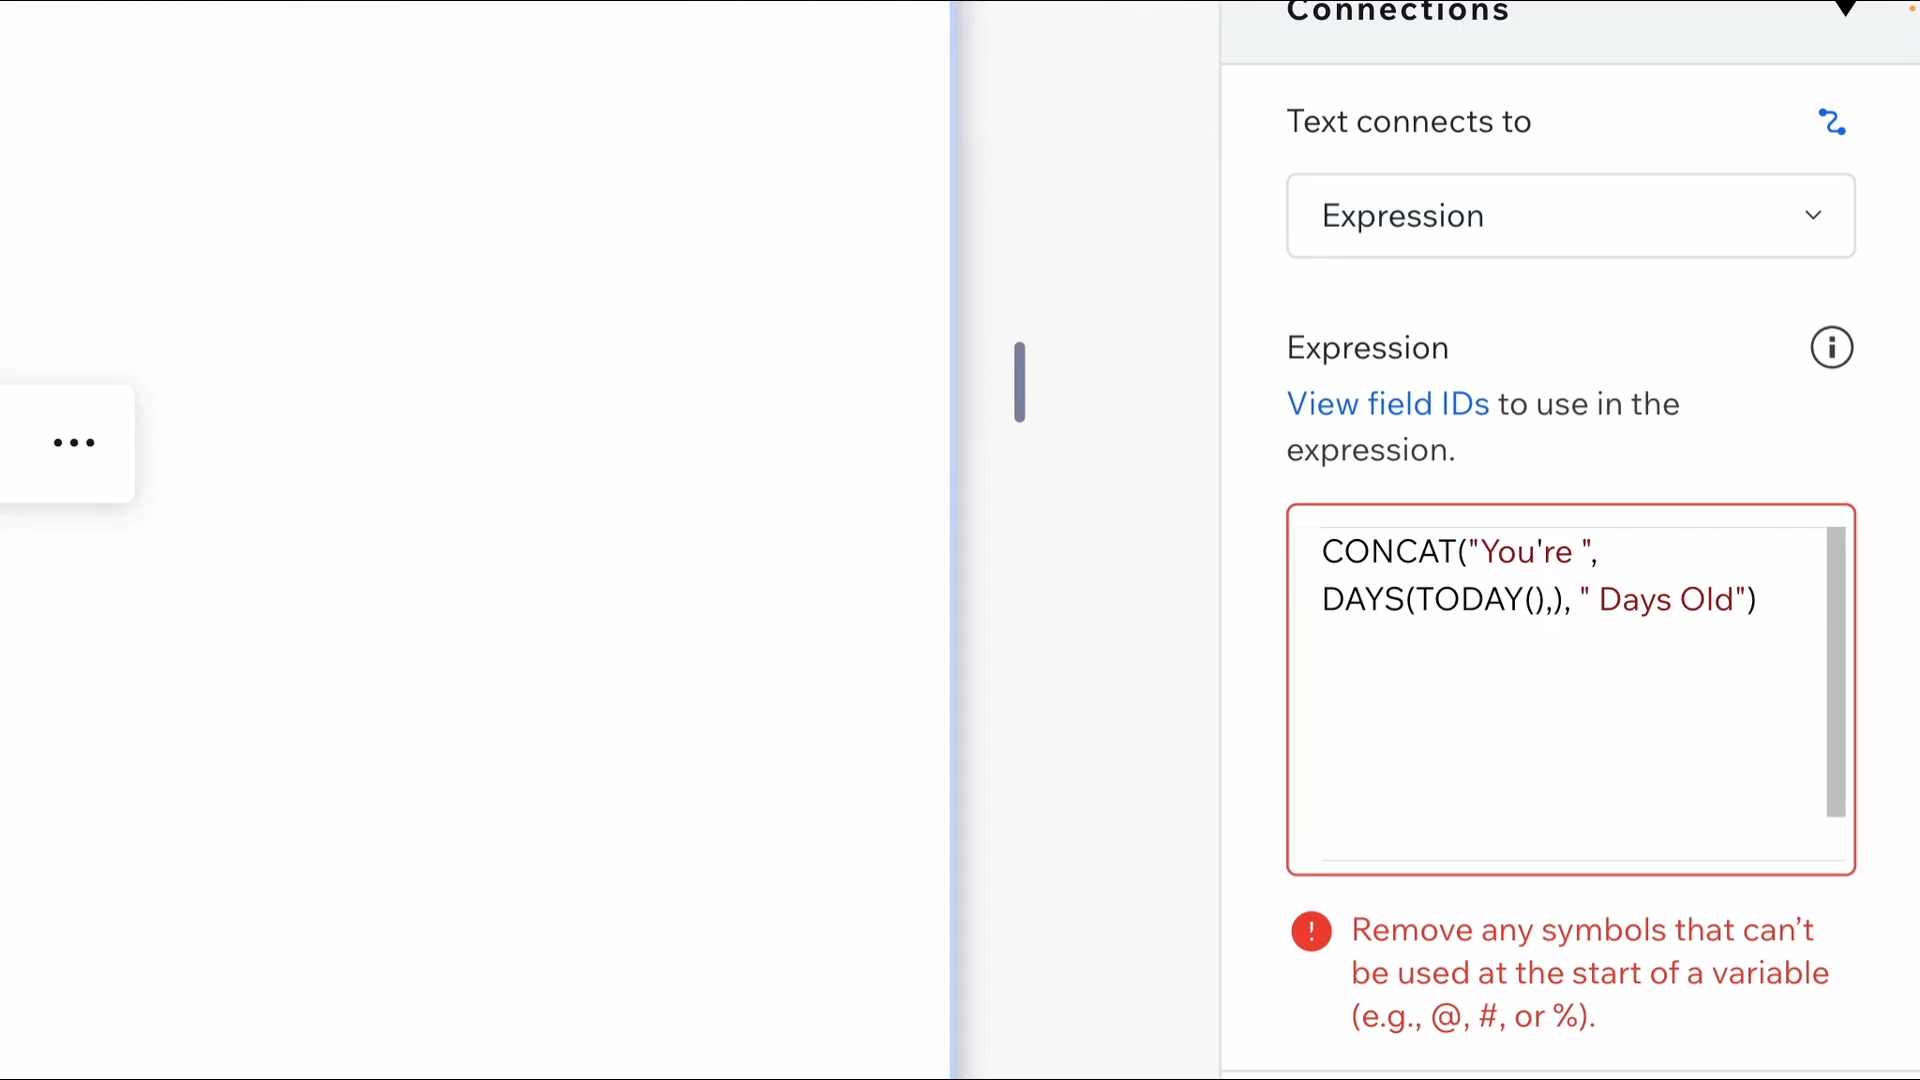 Connections
Text connects to
Expression
Expression
View field IDs to use in the
expression.
CONCAT("You're ",
DAYS(TODAY(),), " Days Old")
Remove any symbols that can’t
be used at the start of a variable
(e.g., @, #, or %).